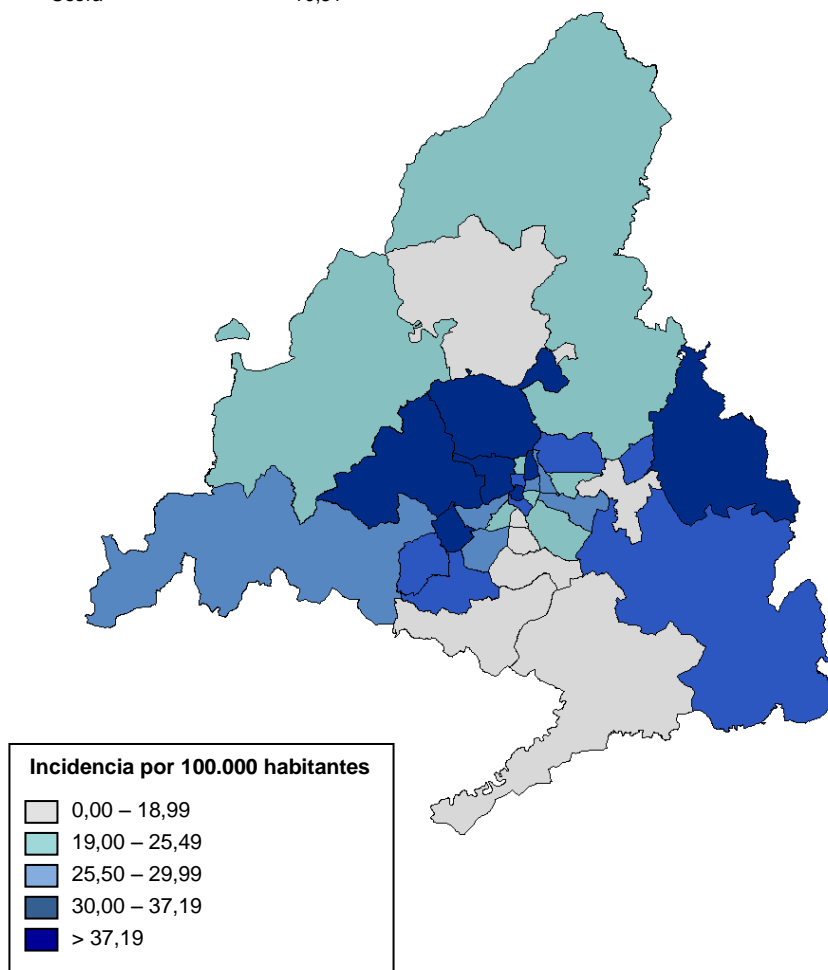 Incidencia por 100.000 habitantes
0,00 – 18,99
19,00 – 25,49
25,50 – 29,99
30,00 – 37,19
> 37,19